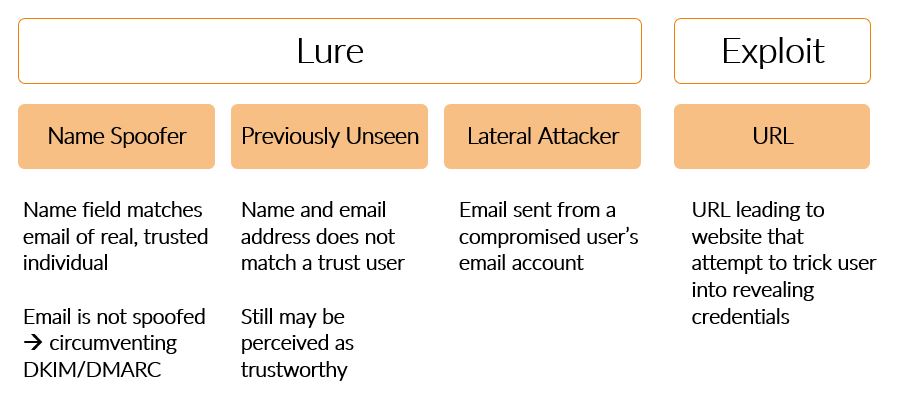 Lure
Exploit
Name Spoofer
Previously Unseen
Lateral Attacker
URL
Name field matches
email of real, trusted
individual
Email is not spoofed
→ circumventing
DKIM/DMARC
Name and email
address does not
match a trust user
Still may be
perceived as
trustworthy
Email sent from a
compromised user’s
email account
URL leading to
website that
attempt to trick user
into revealing
credentials